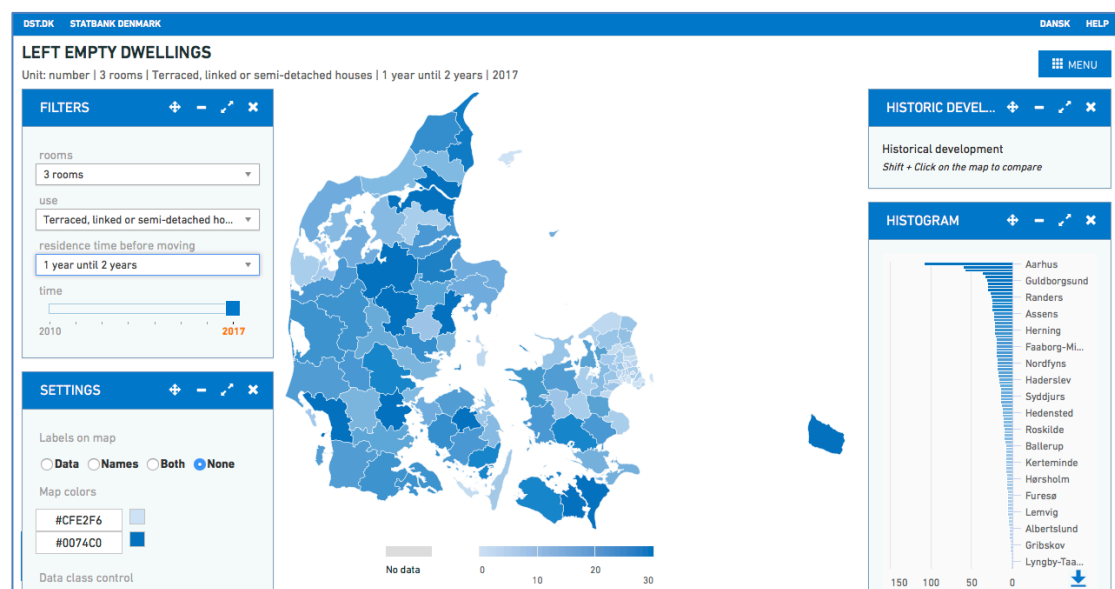 DST.DK STATBANK DENMARK DANSK HELP
LEFT EMPTY DWELLINGS
Unit: number | 3 rooms | Terraced, linked or semi-detached houses | 1 year until 2 years | 2017
MENU
FILTERS
rooms
3 rooms
use
Terraced, linked or semi-detached ho...
residence time before moving
1 year until 2 years
time
2010 2017
SETTINGS
Labels on map
Data Names Both None
Map colors
#CFE2F6
#0074C0
Data class control
No data
0 10 20 30
HISTORIC DEVEL...
Historical development
Shift + Click on the map to compare
HISTOGRAM
Aarhus
Guldborgsund
Randers
Assens
Herning
Faaborg-Mi...
Nordfyns
Haderslev
Syddjurs
Hedensted
Roskilde
Ballerup
Kerteminde
Hørsholm
Furesø
Lemvig
Albertslund
Gribskov
Lyngby-Taa...
150 100 50 0